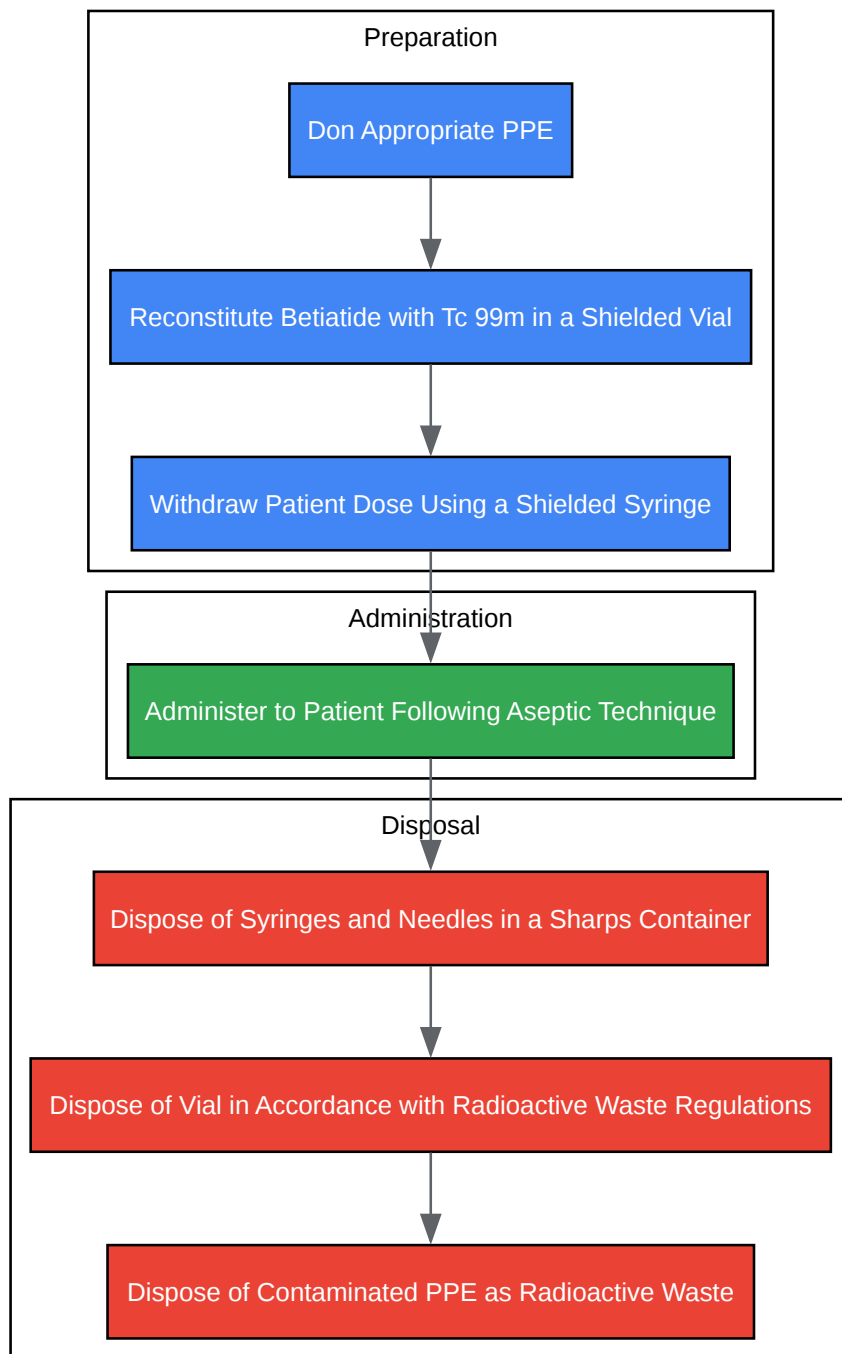 Preparation
Don Appropriate PPE
Reconstitute Betiatide with Tc 99m in a Shielded Vial
Withdraw Patient Dose Using a Shielded Syringe
Administration
Administer to Patient Following Aseptic Technique
Disposal
Dispose of Syringes and Needles in a Sharps Container
Dispose of Vial in Accordance with Radioactive Waste Regulations
Dispose of Contaminated PPE as Radioactive Waste